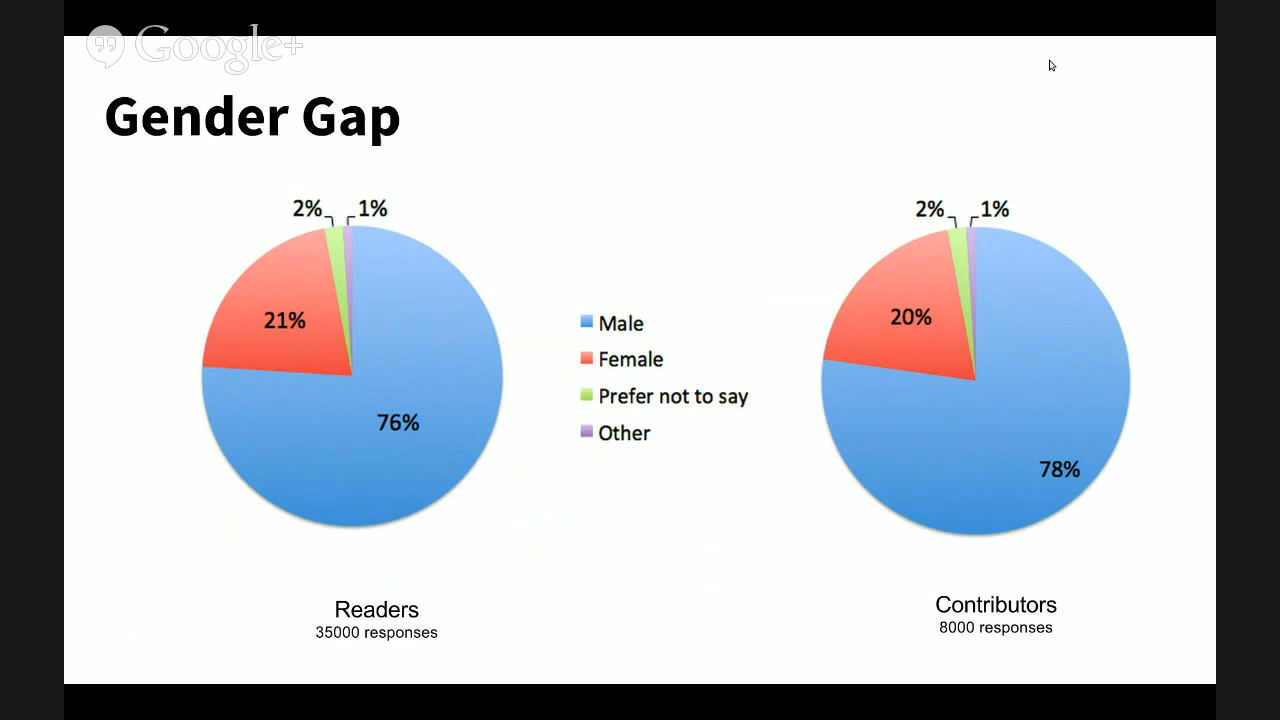 Google+
Gender Gap
2% 1%
21%
76%
Male
Female
Prefer not to say
Other
2% 1%
20%
78%
Readers
35000 responses
Contributors
8000 responses